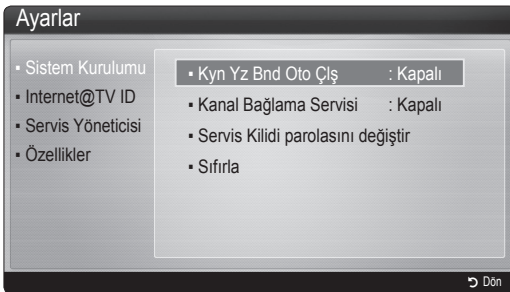 Ayarlar
▪ Sistem Kurulumu
▪ Internet@TV ID
▪ Servis Yöneticisi
▪ Özellikler
▪ Kyn Yz Bnd Oto Çlş : Kapalı
▪ Kanal Bağlama Servisi : Kapalı
▪ Servis Kilidi parolasını değiştir
▪ Sıfırla
Dön